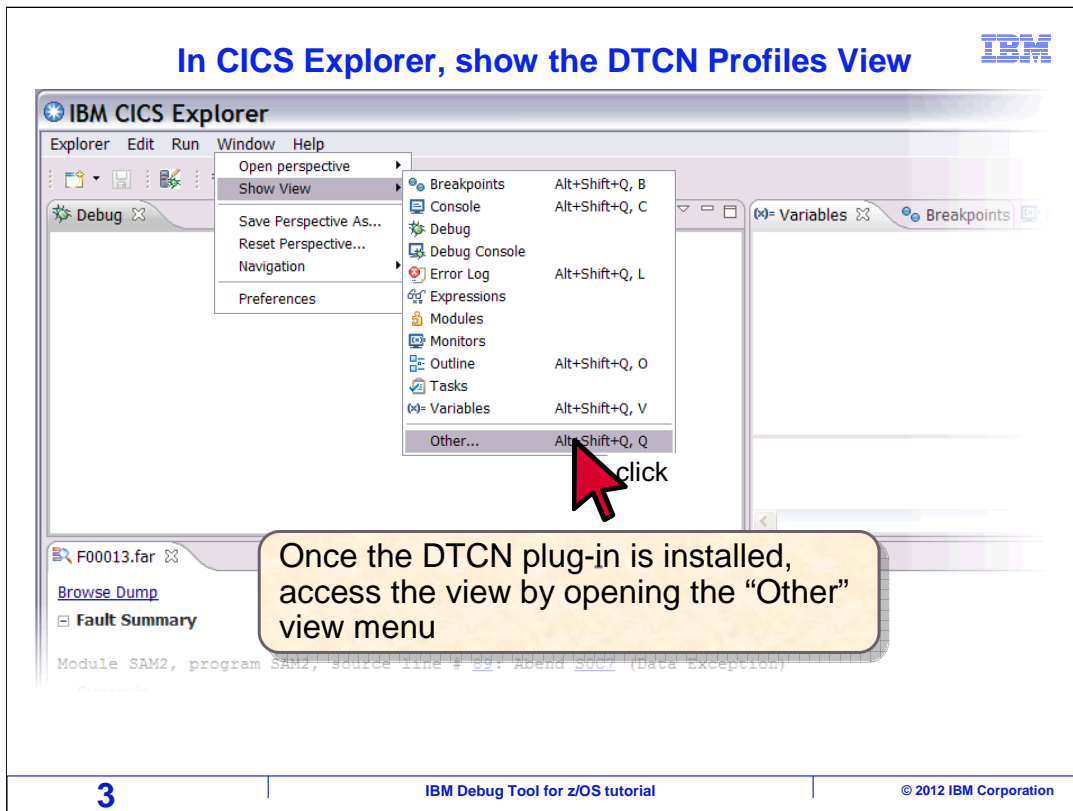 In CICS Explorer, show the DTCN Profiles View
IBM
IBM CICS Explorer
Explorer Edit Run Window Help
Open perspective
Show View
Save Perspective As...
Reset Perspective...
Navigation
Preferences
Breakpoints Alt+Shift+Q, B
Console Alt+Shift+Q, C
Debug
Debug Console
Error Log Alt+Shift+Q, L
Expressions
Modules
Monitors
Outline Alt+Shift+Q, O
Tasks
(x)= Variables Alt+Shift+Q, V
Other... Alt+Shift+Q, Q
Debug
(x)= Variables Breakpoints
click
Once the DTCN plug-in is installed,
access the view by opening the “Other”
view menu
F00013.far
Browse Dump
Fault Summary
Module SAM2, program SAM2, source line # 89: Abend S0C7 (Data Exception)
3
IBM Debug Tool for z/OS tutorial
© 2012 IBM Corporation